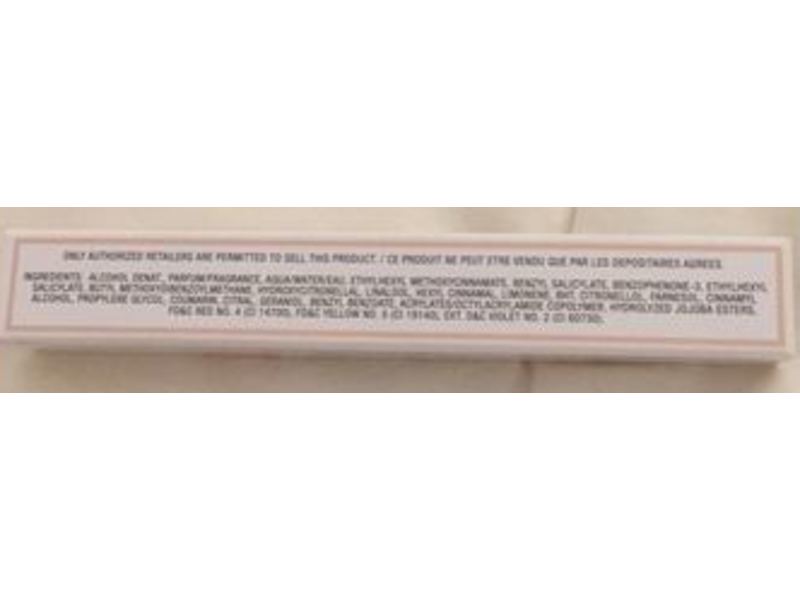 ONLY AUTHORIZED RETAILERS ARE PERMITTED TO SELL THIS PRODUCT. / CE PRODUIT NE PEUT ETRE VENDU QUE PAR LES DEPOSITAIRES AGREES.
INGREDIENTS: ALCOHOL DENAT., PARFUM/FRAGRANCE, AQUA/WATER/EAU, ETHYLHEXYL METHOXYCINNAMATE, BENZYL SALICYLATE, BENZOPHENONE-3, ETHYLHEXYL
SALICYLATE, BUTYL METHOXYDIBENZOYLMETHANE, HYDROXYCITRONELLAL, LINALOOL, HEXYL CINNAMAL, LIMONENE, BHT, CITRONELLOL, FARNESOL, CINNAMYL
ALCOHOL, PROPYLENE GLYCOL, COUMARIN, CITRAL, GERANIOL, BENZYL BENZOATE, ACRYLATES/OCTYLACRYLAMIDE COPOLYMER, HYDROLYZED JOJOBA ESTERS,
FD&C RED NO. 4 (CI 14700), FD&C YELLOW NO. 5 (CI 19140), EXT. D&C VIOLET NO. 2 (CI 60730).